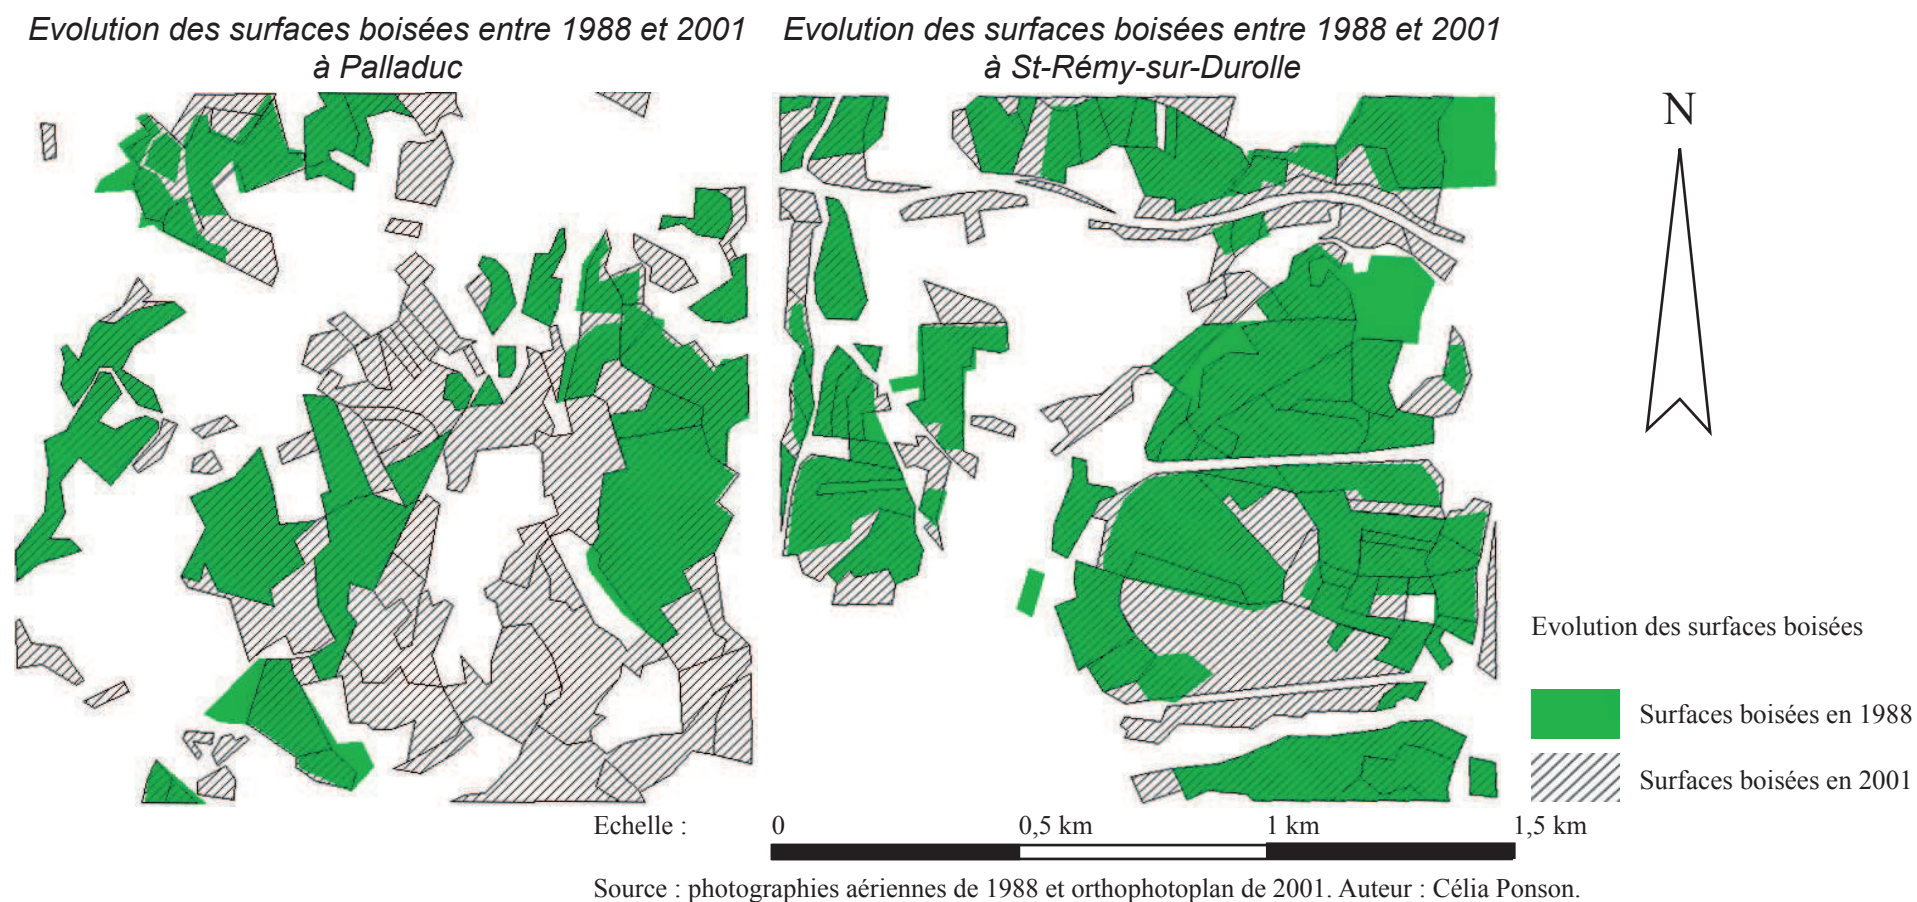 Evolution des surfaces boisées entre 1988 et 2001
à Palladuc
Evolution des surfaces boisées entre 1988 et 2001
à St-Rémy-sur-Durolle
N
Evolution des surfaces boisées
Surfaces boisées en 1988
Surfaces boisées en 2001
Echelle : 0 0,5 km 1 km 1,5 km
Source : photographies aériennes de 1988 et orthophotoplan de 2001. Auteur : Célia Ponson.